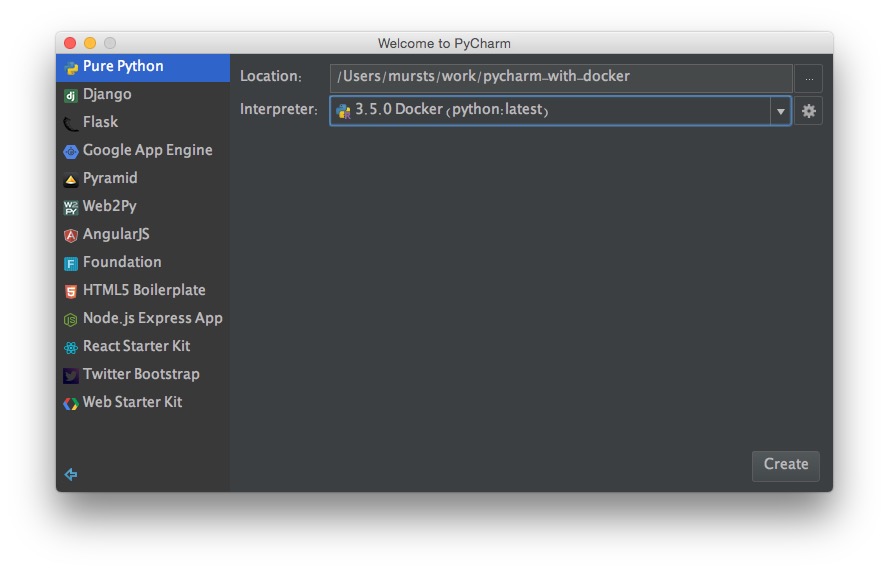 Welcome to PyCharm
Pure Python
Django
Flask
Google App Engine
Pyramid
Web2Py
AngularJS
Foundation
HTML5 Boilerplate
Node.js Express App
React Starter Kit
Twitter Bootstrap
Web Starter Kit
Location: /Users/mursts/work/pycharm_with_docker ...
Interpreter: 3.5.0 Docker (python:latest)
Create